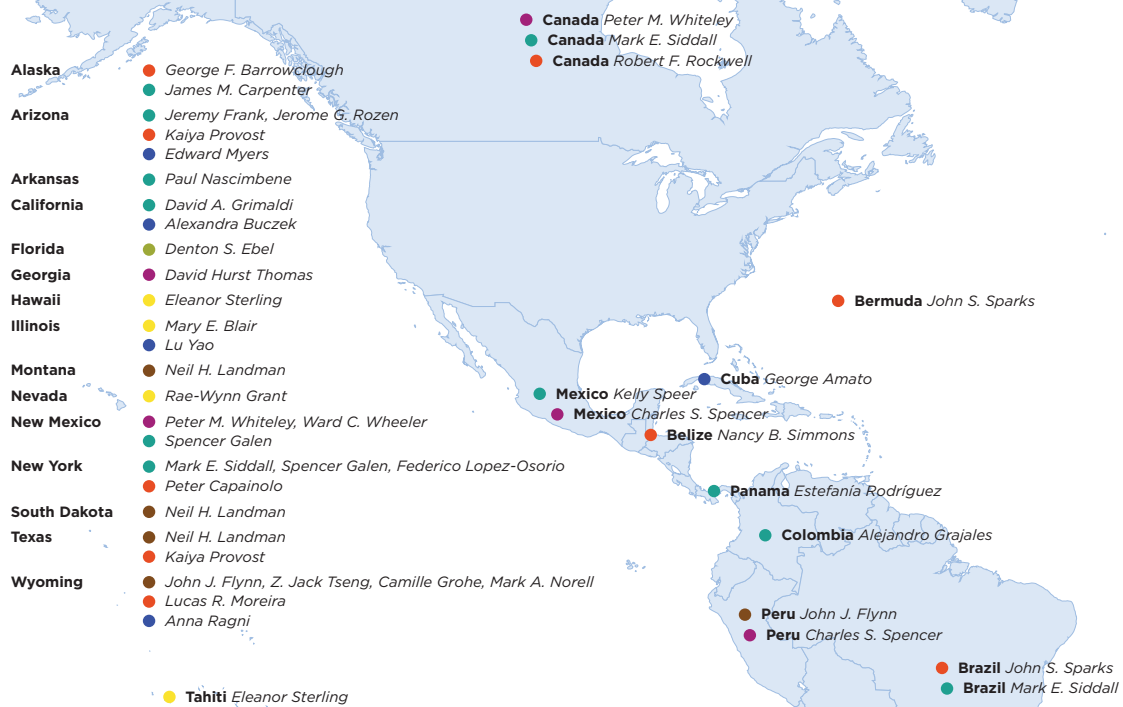 Canada Peter M. Whiteley
Canada Mark E. Siddall
Canada Robert F. Rockwell
Alaska George F. Barrowclough
James M. Carpenter
Arizona Jeremy Frank, Jerome G. Rozen
Kaiya Provost
Edward Myers
Arkansas Paul Nascimbene
California David A. Grimaldi
Alexandra Buczek
Florida Denton S. Ebel
Georgia David Hurst Thomas
Hawaii Eleanor Sterling
Illinois Mary E. Blair
Lu Yao
Montana Neil H. Landman
Nevada Rae-Wynn Grant
New Mexico Peter M. Whiteley, Ward C. Wheeler
Spencer Galen
New York Mark E. Siddall, Spencer Galen, Federico Lopez-Osorio
Peter Capainolo
South Dakota Neil H. Landman
Texas Neil H. Landman
Kaiya Provost
Wyoming John J. Flynn, Z. Jack Tseng, Camille Grohe, Mark A. Norell
Lucas R. Moreira
Anna Ragni
Tahiti Eleanor Sterling
Bermuda John S. Sparks
Cuba George Amato
Mexico Kelly Speer
Mexico Charles S. Spencer
Belize Nancy B. Simmons
Panama Estefanía Rodríguez
Colombia Alejandro Grajales
Peru John J. Flynn
Peru Charles S. Spencer
Brazil John S. Sparks
Brazil Mark E. Siddall